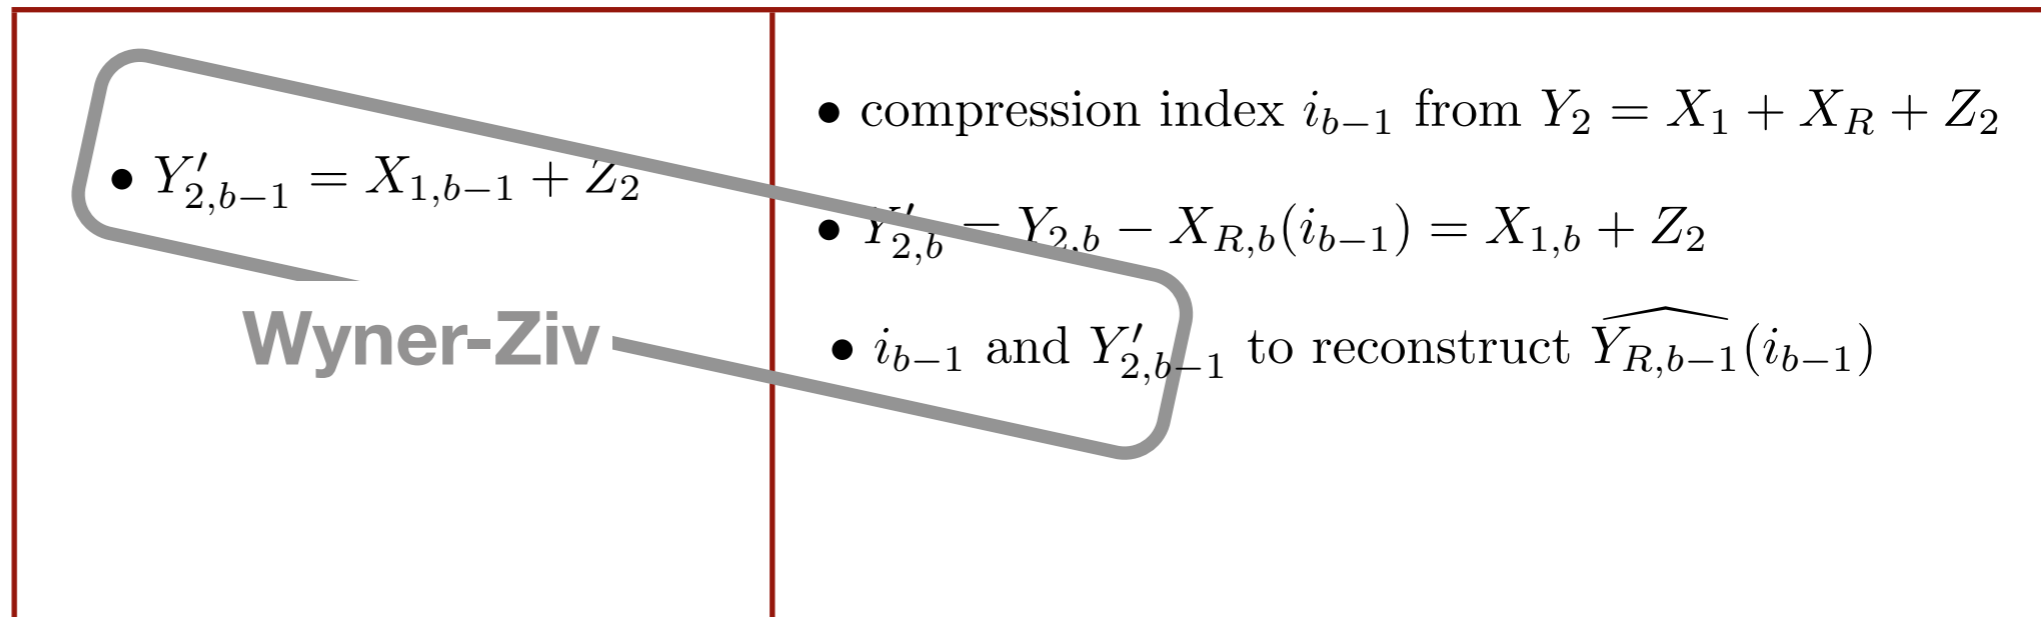 • Y′_{2,b−1} = X_{1,b−1} + Z_2
Wyner-Ziv
• compression index i_{b−1} from Y_2 = X_1 + X_R + Z_2
• Y′_{2,b} = Y_{2,b} − X_{R,b}(i_{b−1}) = X_{1,b} + Z_2
• i_{b−1} and Y′_{2,b−1} to reconstruct \widehat{Y_{R,b−1}}(i_{b−1})